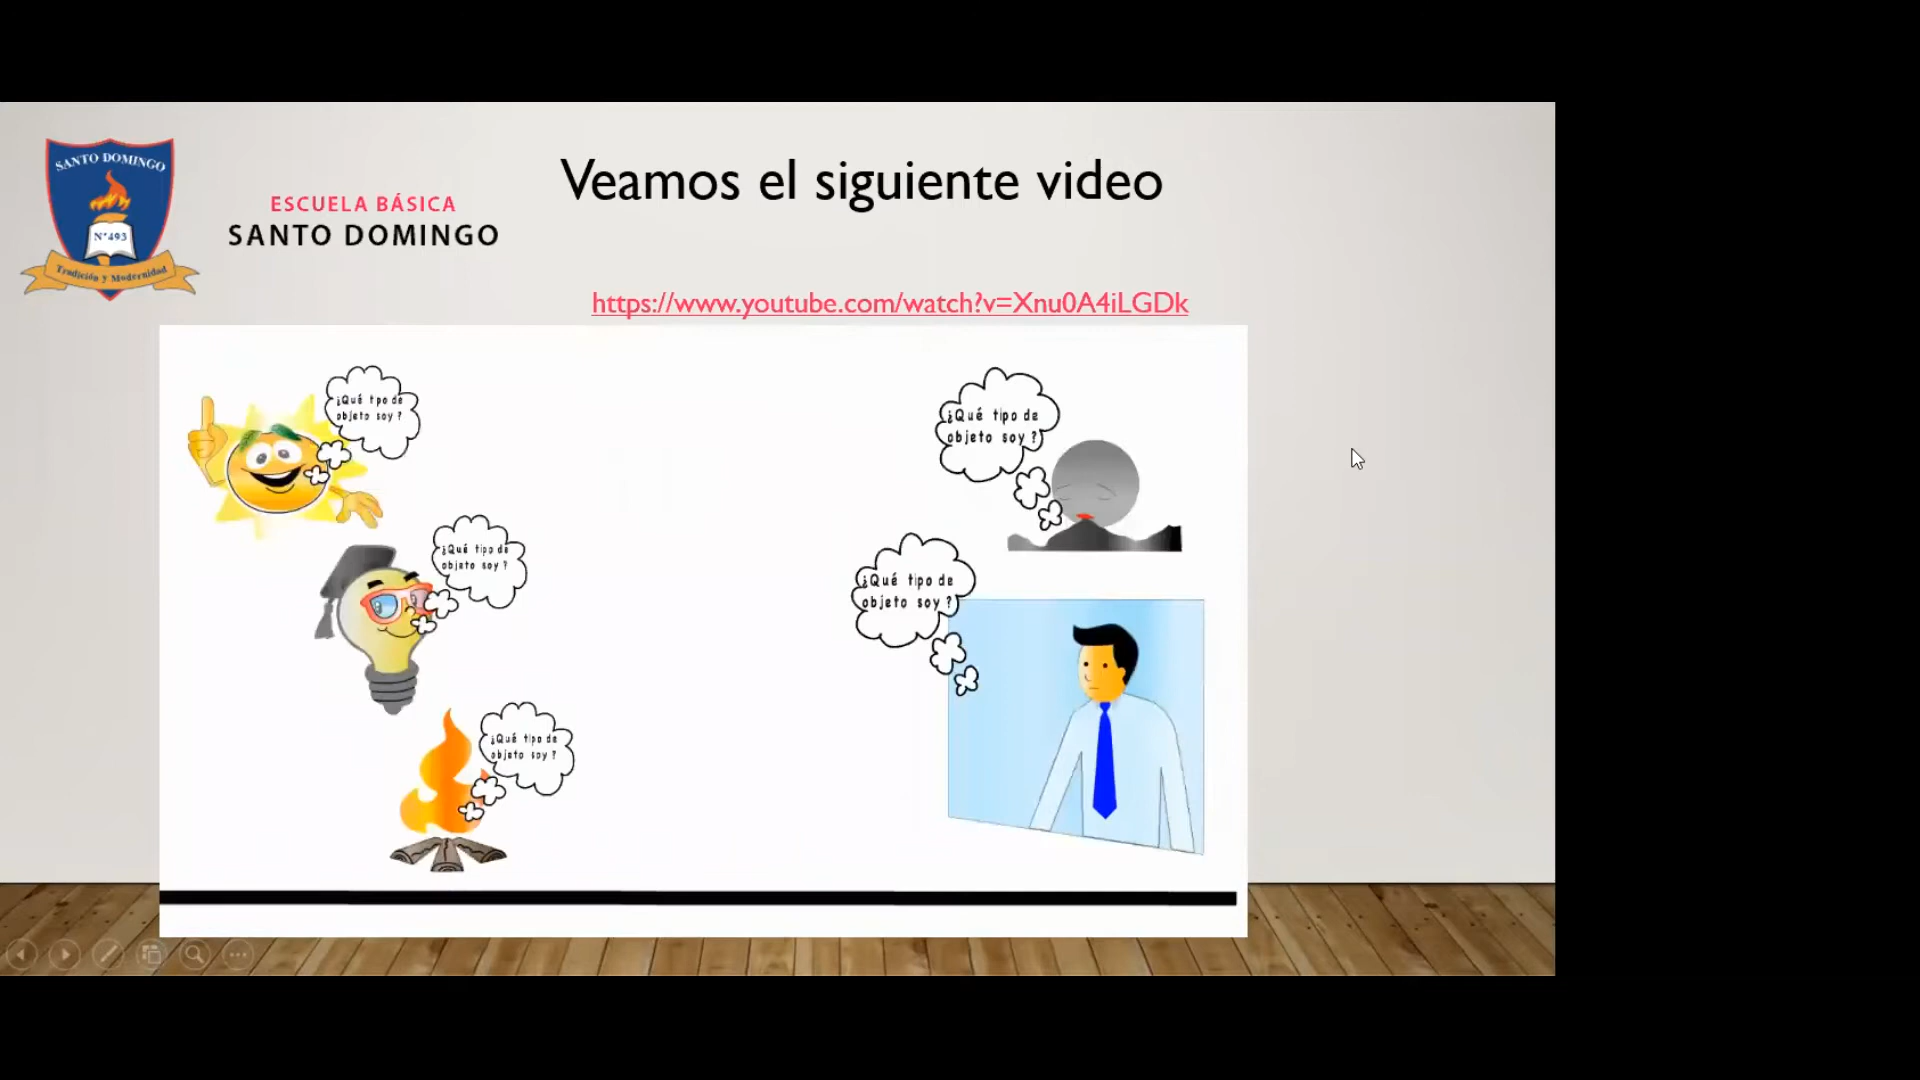 SANTO DOMINGO
N°493
Tradición y Modernidad
ESCUELA BÁSICA
SANTO DOMINGO
Veamos el siguiente video
https://www.youtube.com/watch?v=Xnu0A4iLGDk
¿Qué tpo de
objeto soy ?
¿Qué tipo de
objeto soy ?
¿Qué tipo de
objeto soy ?
¿Qué tipo de
objeto soy ?
¿Qué tipo de
objeto soy ?